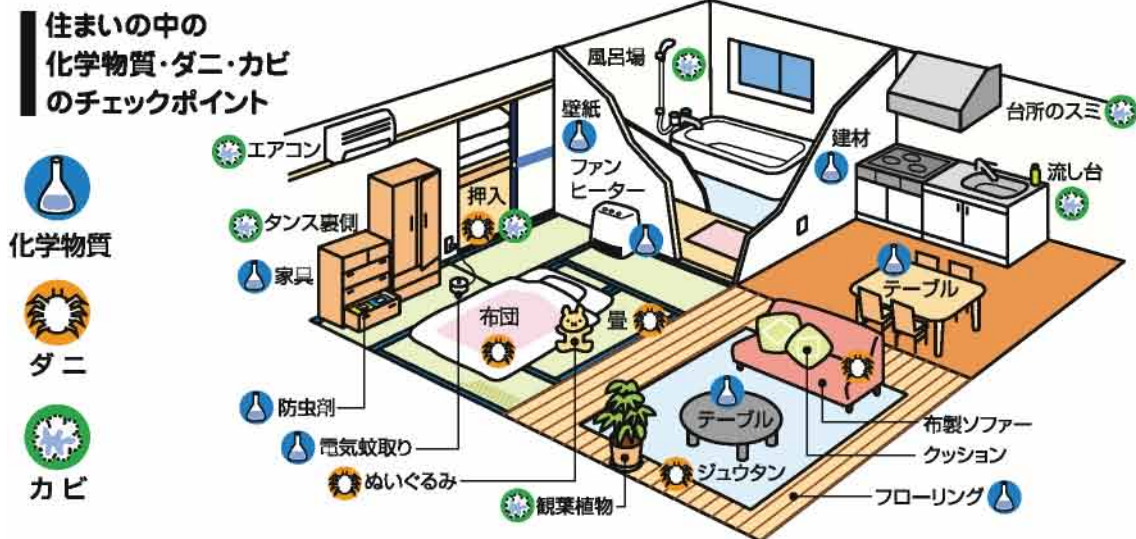 住まいの中の
化学物質・ダニ・カビ
のチェックポイント
化学物質
ダニ
カビ
エアコン
タンス裏側
家具
押入
壁紙
ファン
ヒーター
風呂場
建材
台所のスミ
流し台
テーブル
布団
畳
防虫剤
電気蚊取り
ぬいぐるみ
観葉植物
テーブル
ジュウタン
布製ソファー
クッション
フローリング